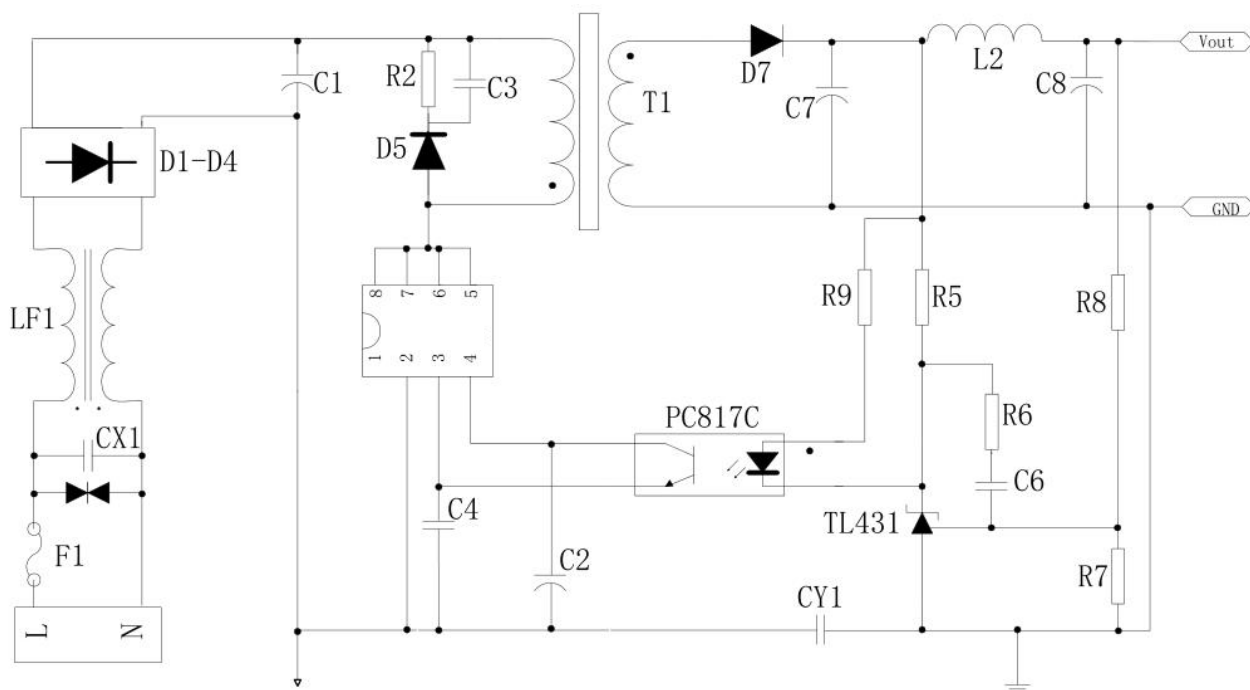 Vout
D7
L2
C1
R2
C3
T1
C7
C8
D5
D1-D4
GND
8 7 6 5
R9
R5
R8
LF1
1 2 3 4
PC817C
R6
CX1
C6
C4
TL431
F1
C2
R7
CY1
L
N